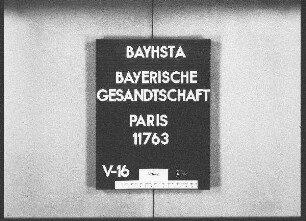 BAYHSTA
BAYERISCHE
GESANDTSCHAFT
PARIS
11763
V-16